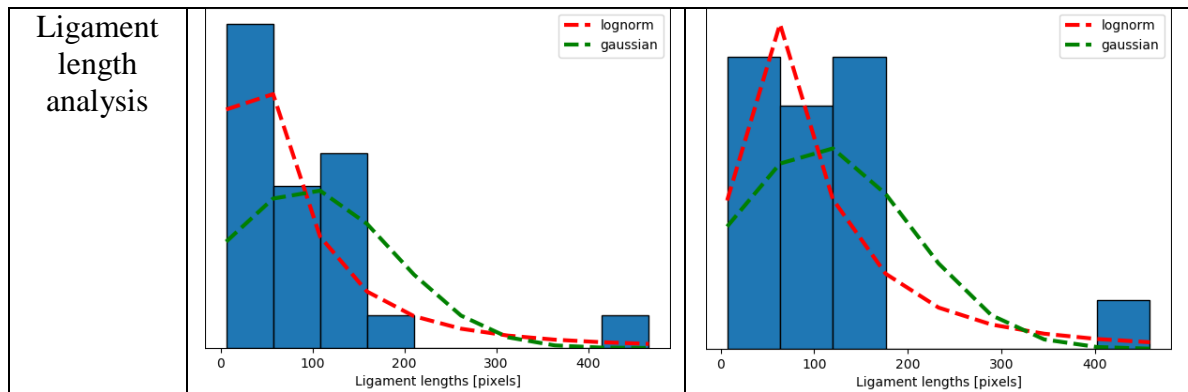 Ligament
length
analysis
lognorm
gaussian
0 100 200 300 400
Ligament lengths [pixels]
lognorm
gaussian
0 100 200 300 400
Ligament lengths [pixels]